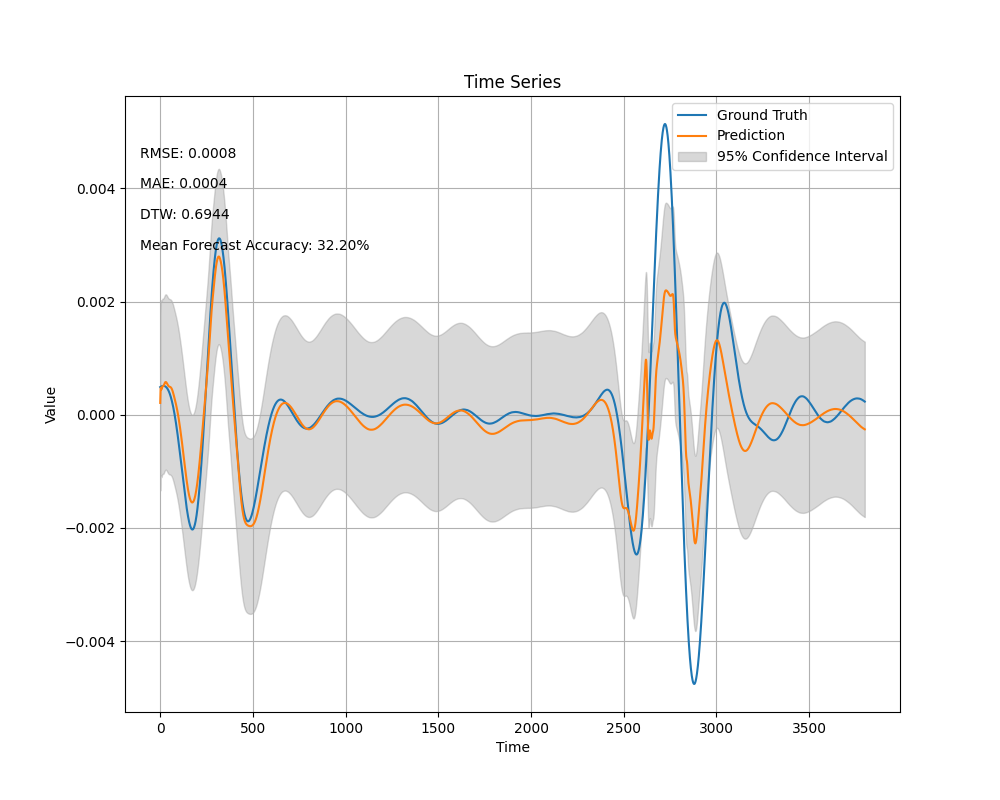 Time Series
Ground Truth
Prediction
95% Confidence Interval
RMSE: 0.0008
MAE: 0.0004
DTW: 0.6944
Mean Forecast Accuracy: 32.20%
0.004
0.002
0.000
−0.002
−0.004
Value
0 500 1000 1500 2000 2500 3000 3500
Time